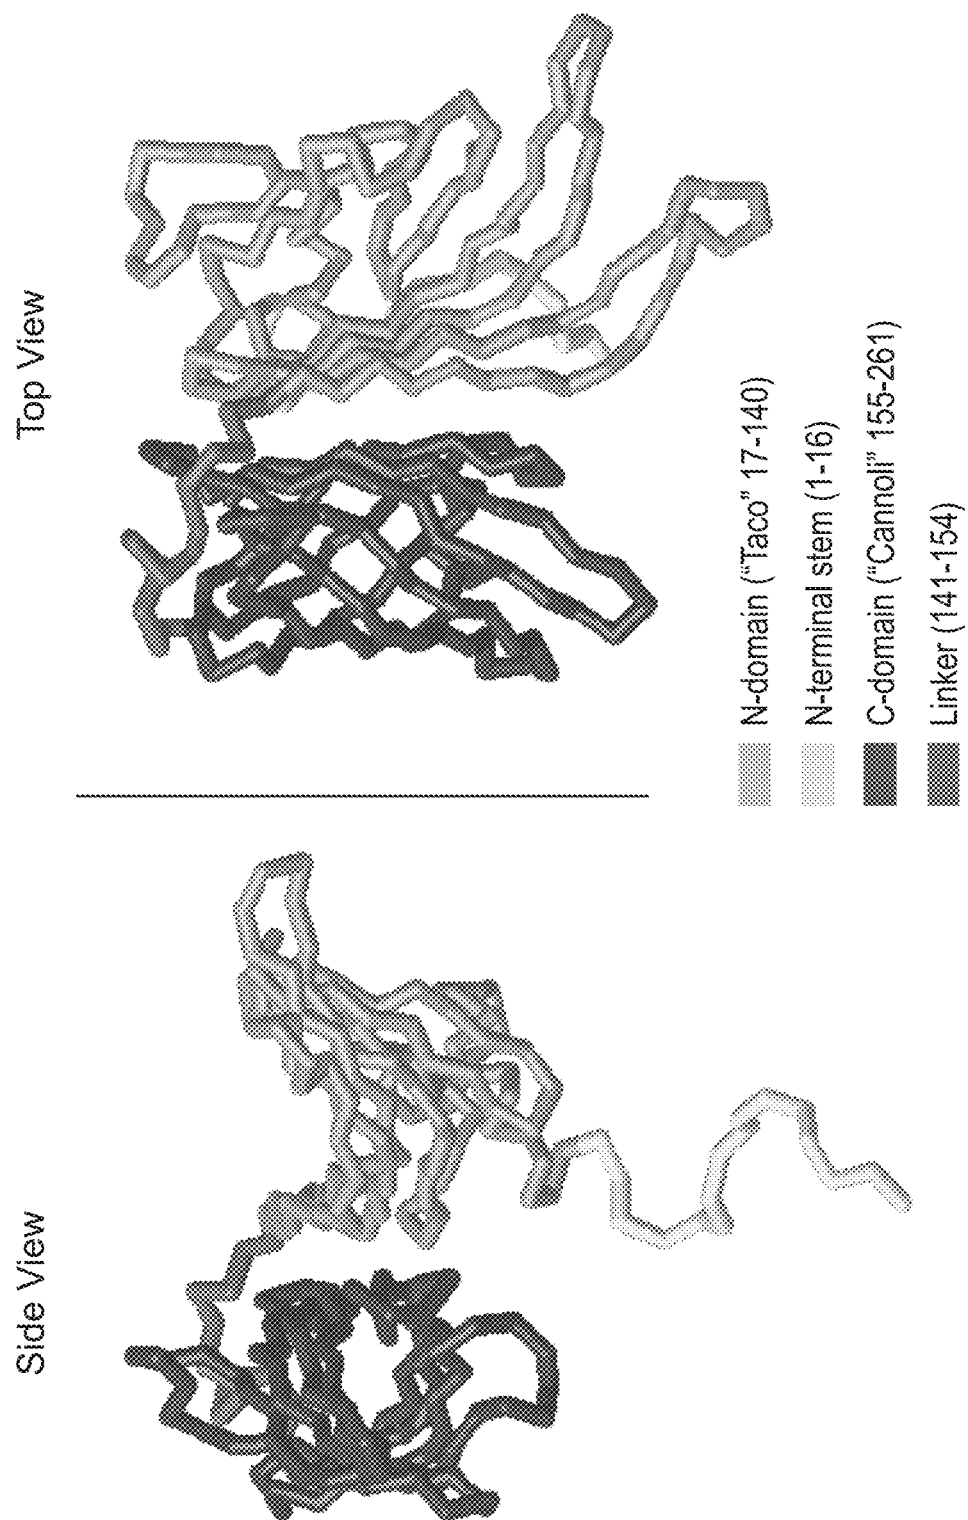 Side View
Top View
N-domain (“Taco” 17-140)
N-terminal stem (1-16)
C-domain (“Cannoli” 155-261)
Linker (141-154)